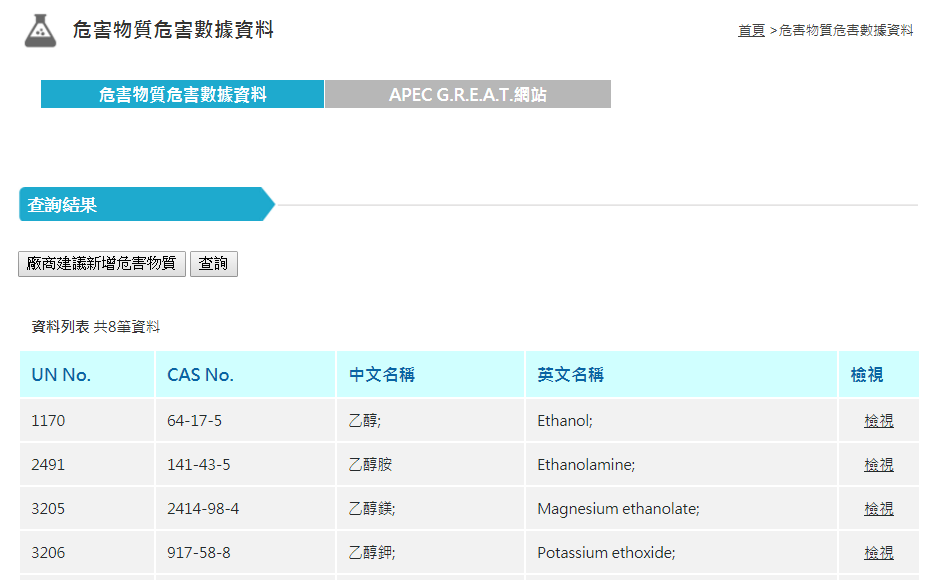 危害物質危害數據資料
首頁 >危害物質危害數據資料
危害物質危害數據資料 APEC G.R.E.A.T.網站
查詢結果
廠商建議新增危害物質 查詢
資料列表 共8筆資料
UN No. CAS No. 中文名稱 英文名稱 檢視
1170 64-17-5 乙醇; Ethanol; 檢視
2491 141-43-5 乙醇胺 Ethanolamine; 檢視
3205 2414-98-4 乙醇鎂; Magnesium ethanolate; 檢視
3206 917-58-8 乙醇鉀; Potassium ethoxide; 檢視